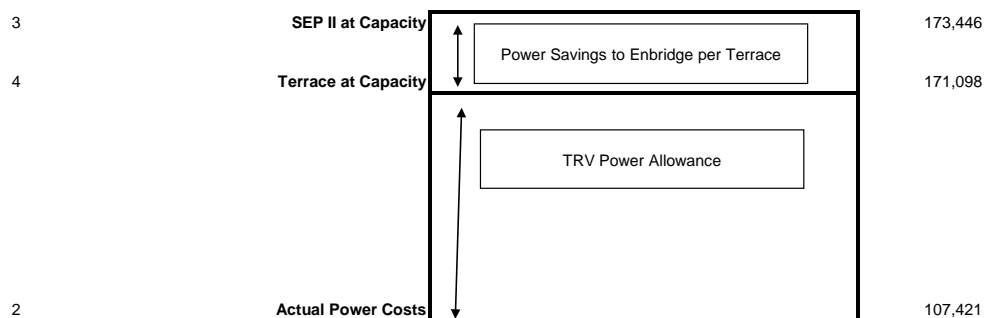 3 SEP II at Capacity 173,446
Power Savings to Enbridge per Terrace
4 Terrace at Capacity 171,098
TRV Power Allowance
2 Actual Power Costs 107,421